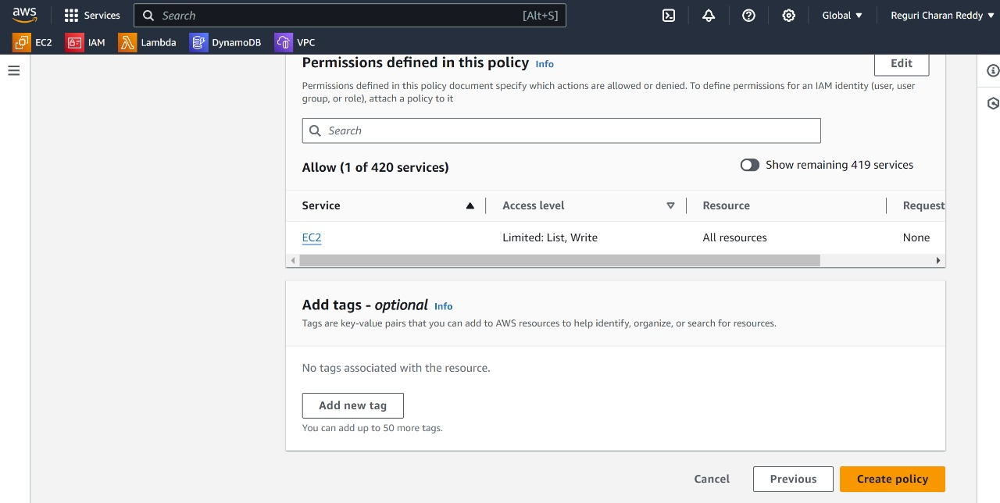 aws
Services
Search
[Alt+S]
Global
Reguri Charan Reddy
EC2
IAM
Lambda
DynamoDB
VPC
Permissions defined in this policy Info
Edit
Permissions defined in this policy document specify which actions are allowed or denied. To define permissions for an IAM identity (user, user
group, or role), attach a policy to it
Search
Allow (1 of 420 services)
Show remaining 419 services
Service
Access level
Resource
Request
EC2
Limited: List, Write
All resources
None
Add tags - optional Info
Tags are key-value pairs that you can add to AWS resources to help identify, organize, or search for resources.
No tags associated with the resource.
Add new tag
You can add up to 50 more tags.
Cancel
Previous
Create policy